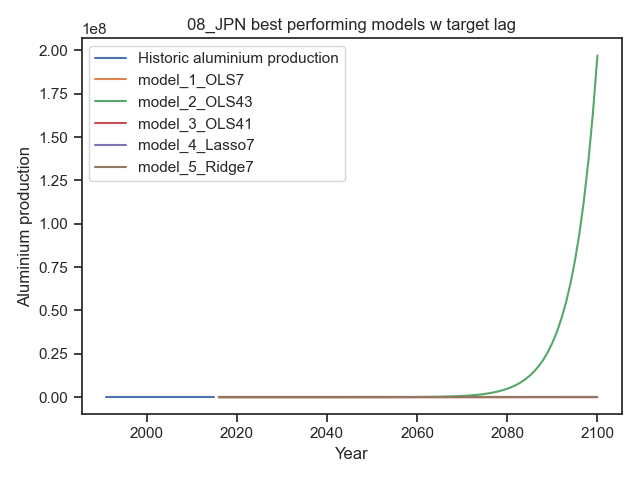 08_JPN best performing models w target lag
1e8
2.00
1.75
1.50
1.25
1.00
0.75
0.50
0.25
0.00
Aluminium production
Historic aluminium production
model_1_OLS7
model_2_OLS43
model_3_OLS41
model_4_Lasso7
model_5_Ridge7
2000 2020 2040 2060 2080 2100
Year